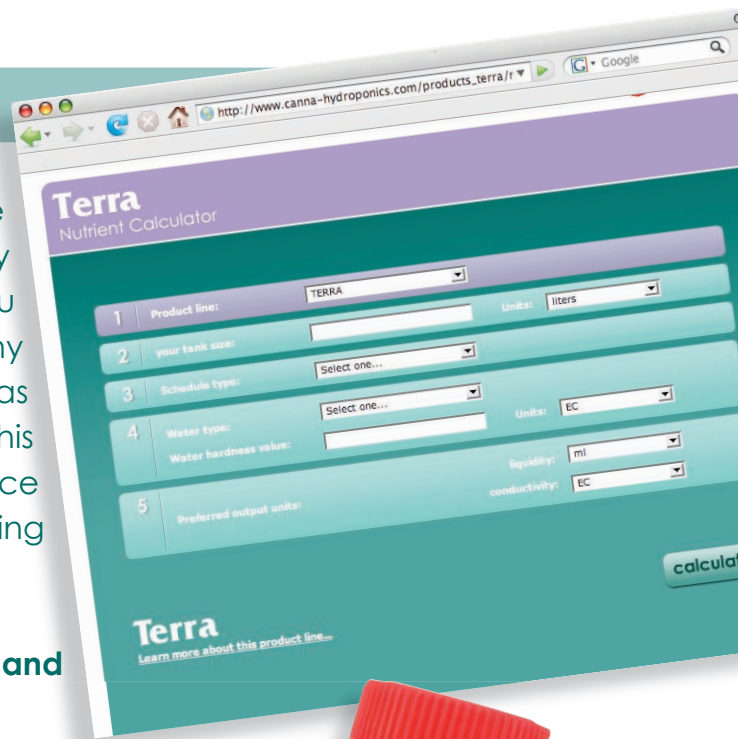 http://www.canna-hydroponics.com/products_terra/r
Google
Terra
Nutrient Calculator
1 Product line: TERRA
2 your tank size: Units: liters
3 Schedule type: Select one...
4 Water type: Select one...
Water hardness value: Units: EC
5 Preferred output units: liquidity: ml
conductivity: EC
calculat
Terra
Learn more about this product line...
u
ny
as
his
ce
ing
and